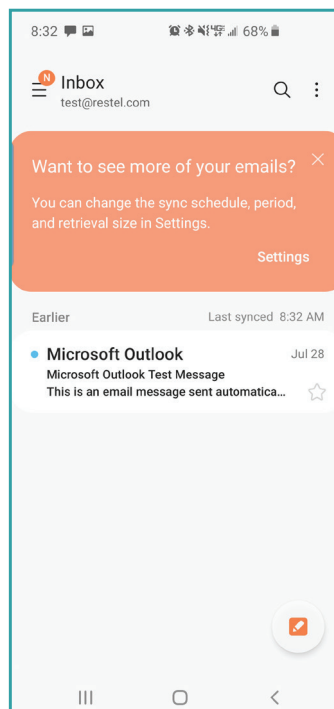 8:32
68%
N
Inbox
test@restel.com
Want to see more of your emails?
You can change the sync schedule, period,
and retrieval size in Settings.
Settings
Earlier
Last synced 8:32 AM
Microsoft Outlook
Jul 28
Microsoft Outlook Test Message
This is an email message sent automatica...